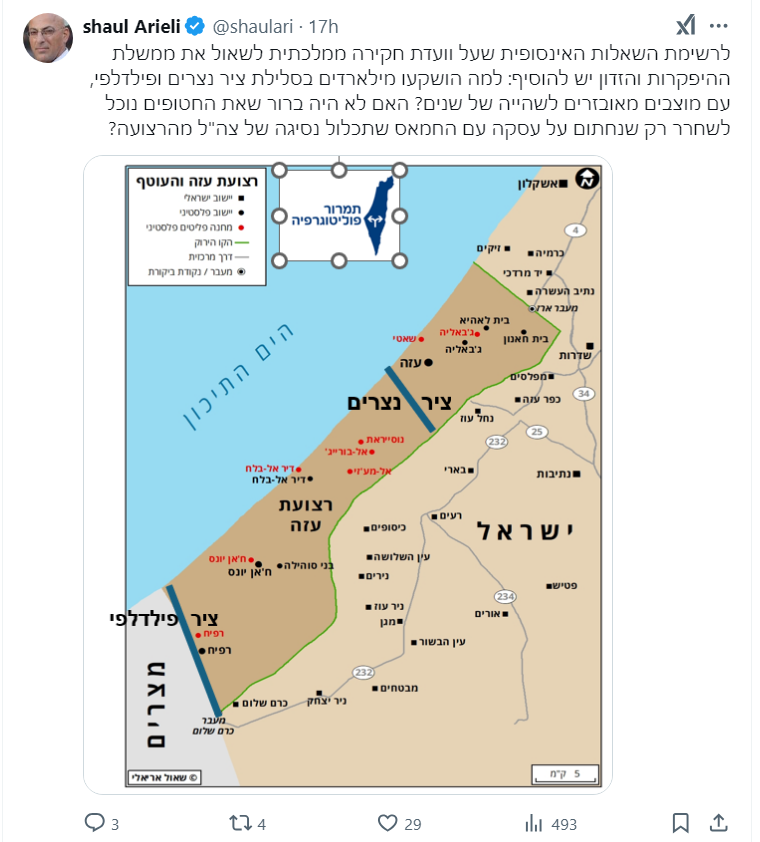 shaul Arieli @shaulari · 17h
לרשימת השאלות האינסופית שעל וועדת חקירה ממלכתית לשאול את ממשלת
ההיפקרות והזדון יש להוסיף: למה הושקעו מילארדים בסלילת ציר נצרים ופילדלפי,
עם מוצבים מאובזרים לשהייה של שנים? האם לא היה ברור שאת החטופים נוכל
לשחרר רק שנחתום על עסקה עם החמאס שתכלול נסיגה של צה"ל מהרצועה?
רצועת עזה והעוטף
יישוב ישראלי
יישוב פלסטיני
מחנה פליטים פלסטיני
הקו הירוק
דרך מרכזית
מעבר / נקודת ביקורת
תמרור
פוליטוגרפיה
אשקלון
4
זיקים
כרמיה
יד מרדכי
נתיב העשרה
מעבר ארז
בית לאהיא
ג'באליה
שאטי
בית חאנון
ג'באליה
שדרות
עזה
מפלסים
34
כפר עזה
ציר נצרים
נחל עוז
25
232
הים התיכון
נוסייראת
אל-בורייג'
דיר אל-בלח
אל-מע'זי
בארי
נתיבות
דיר אל-בלח
רצועת
עזה
רעים
ישראל
כיסופים
ח'אן יונס
עין השלושה
ח'אן יונס
בני סוהילה
נירים
פטיש
234
ניר עוז
אורים
ציר פילדלפי
מגן
רפיח
עין הבשור
רפיח
232
מבטחים
מצרים
ניר יצחק
כרם שלום
מעבר
כרם שלום
© שאול אריאלי
5 ק"מ
3 4 29 493